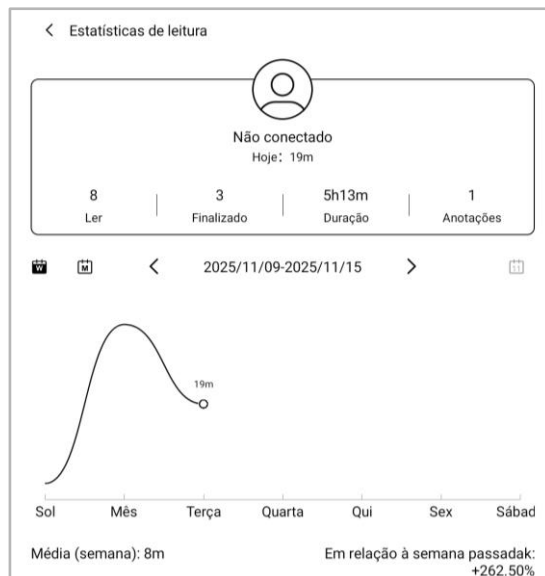 Estatísticas de leitura
Não conectado
Hoje: 19m
8 3 5h13m 1
Ler Finalizado Duração Anotações
W M 2025/11/09-2025/11/15 11
19m
Sol Mês Terça Quarta Qui Sex Sábad
Média (semana): 8m Em relação à semana passadak:
+262.50%